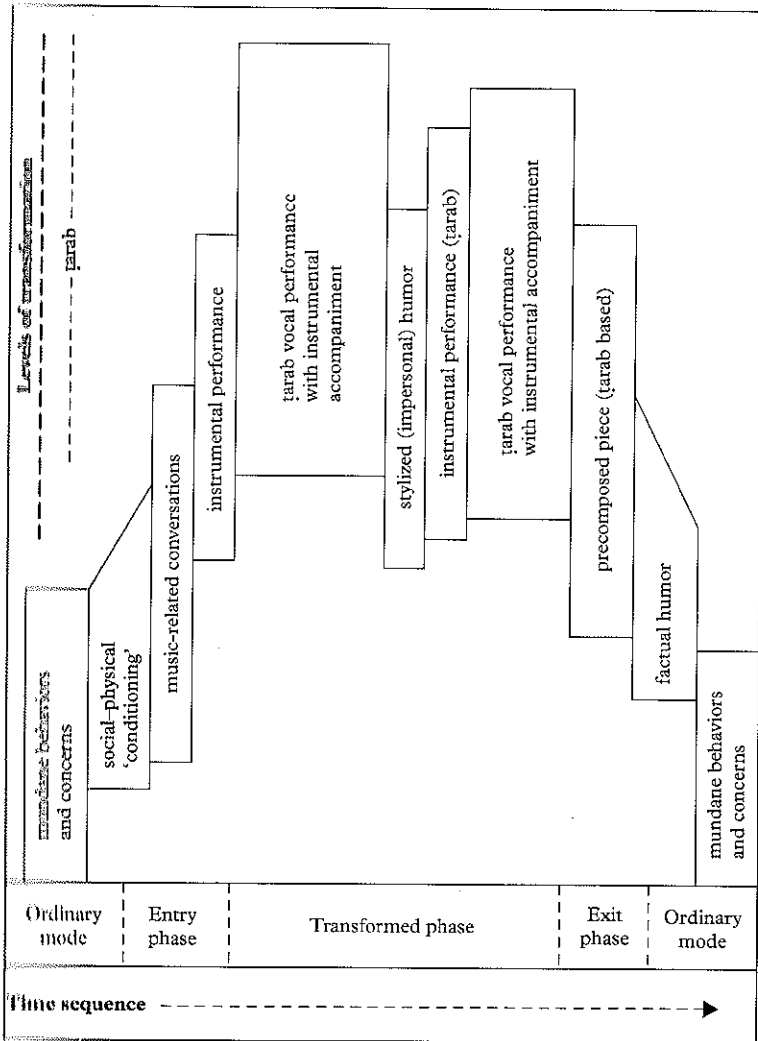 Levels of transformation
ṭarab
mundane behaviors
and concerns
social–physical
‘conditioning’
music-related conversations
instrumental performance
ṭarab vocal performance
with instrumental
accompaniment
stylized (impersonal) humor
instrumental performance (ṭarab)
ṭarab vocal performance
with instrumental accompaniment
precomposed piece (ṭarab based)
factual humor
mundane behaviors
and concerns
Ordinary
mode
Entry
phase
Transformed phase
Exit
phase
Ordinary
mode
Time sequence